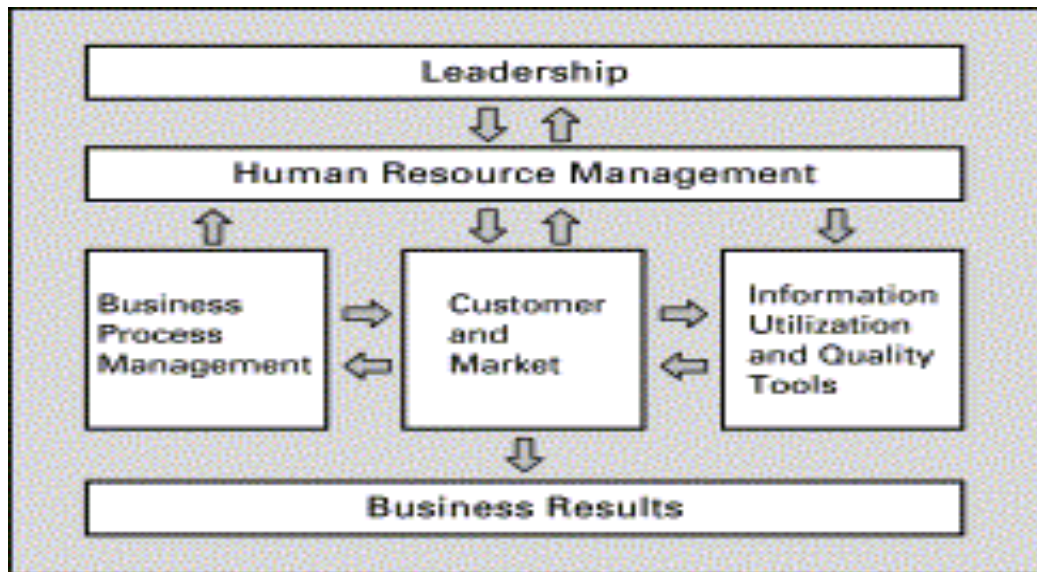 Leadership
Human Resource Management
Business
Process
Management
Customer
and
Market
Information
Utilization
and Quality
Tools
Business Results